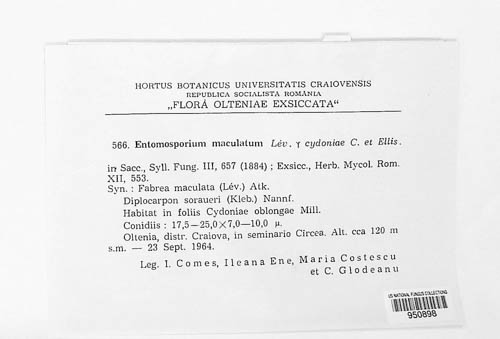 HORTUS BOTANICUS UNIVERSITATIS CRAIOVENSIS
REPUBLICA SOCIALISTA ROMÂNIA
„FLORA OLTENIAE EXSICCATA“
566. Entomosporium maculatum Lév. γ cydoniae C. et Ellis.
in Sacc., Syll. Fung. III, 657 (1884) ; Exsicc., Herb. Mycol. Rom.
XII, 553.
Syn. : Fabrea maculata (Lév.) Atk.
Diplocarpon soraueri (Kleb.) Nannf.
Habitat in foliis Cydoniae oblongae Mill.
Conidiis : 17,5—25,0×7,0—10,0 µ.
Oltenia, distr. Craiova, in seminario Circea. Alt. cca 120 m
s.m. — 23 Sept. 1964.
Leg. I. Comes, Ileana Ene, Maria Costescu
et C. Glodeanu
US NATIONAL FUNGUS COLLECTIONS
950898